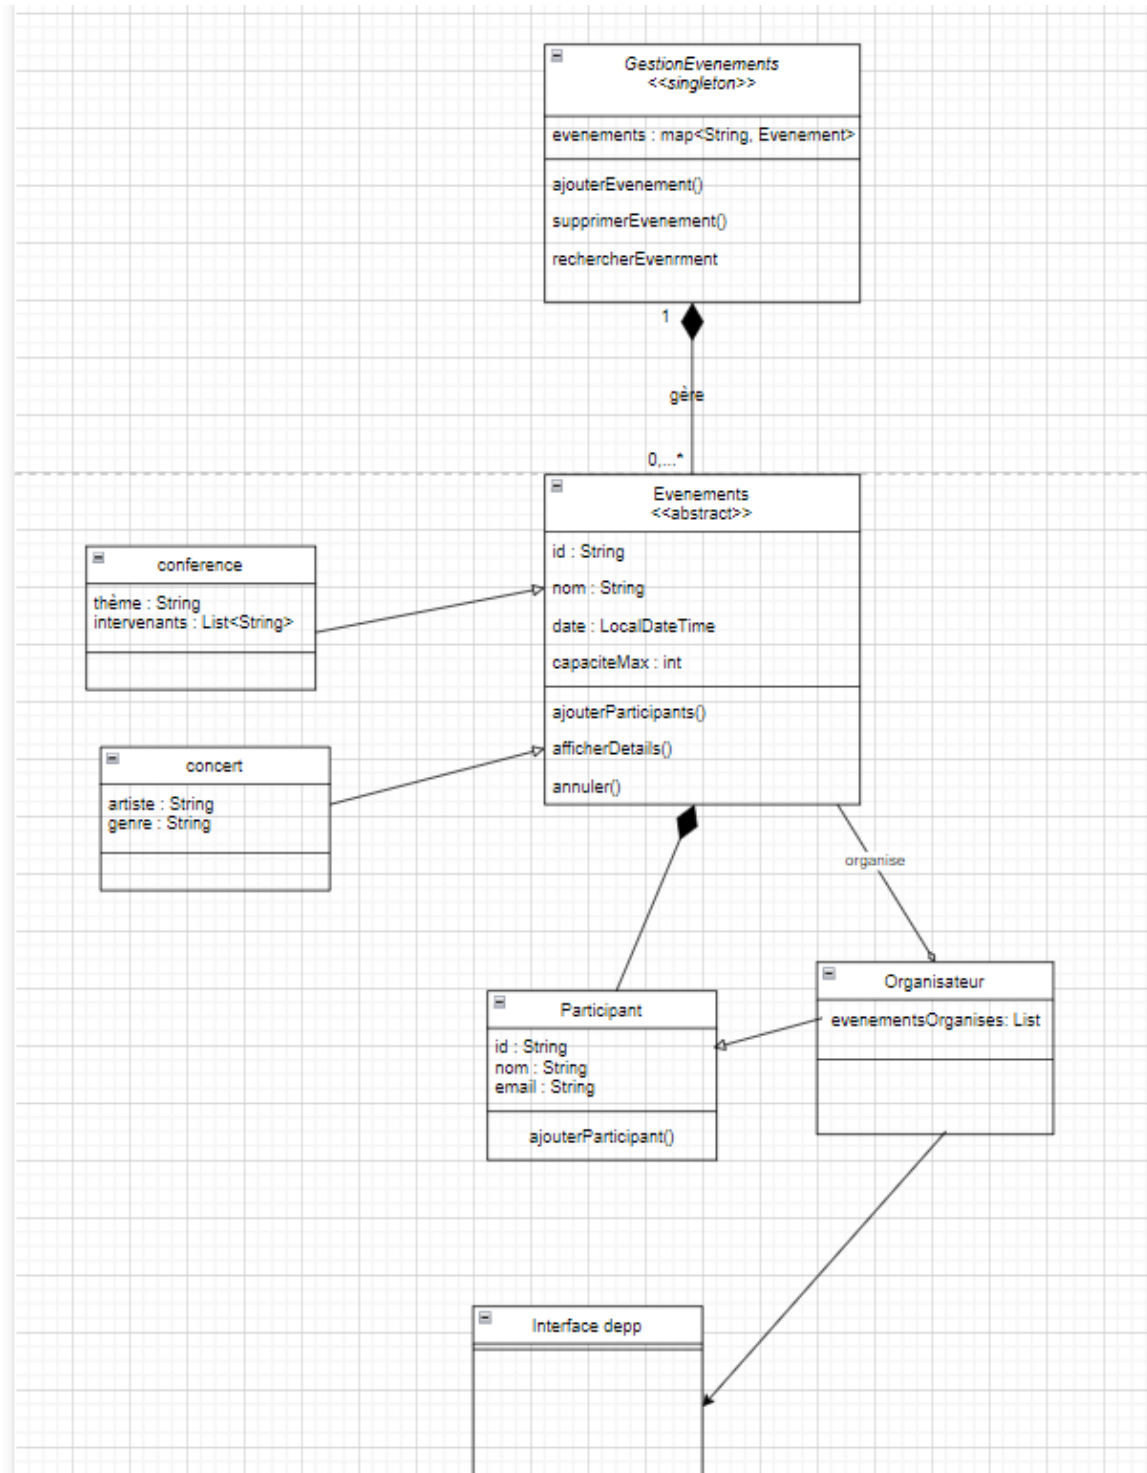 GestionEvenements
<<singleton>>
evenements : map<String, Evenement>
ajouterEvenement()
supprimerEvenement()
rechercherEvenrment
1
gère
0,...*
Evenements
<<abstract>>
id : String
nom : String
date : LocalDateTime
capaciteMax : int
ajouterParticipants()
afficherDetails()
annuler()
conference
thème : String
intervenants : List<String>
concert
artiste : String
genre : String
organise
Participant
id : String
nom : String
email : String
ajouterParticipant()
Organisateur
evenementsOrganises: List
Interface depp